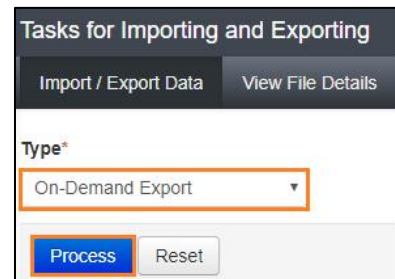 Tasks for Importing and Exporting
Import / Export Data View File Details
Type*
On-Demand Export
Process Reset